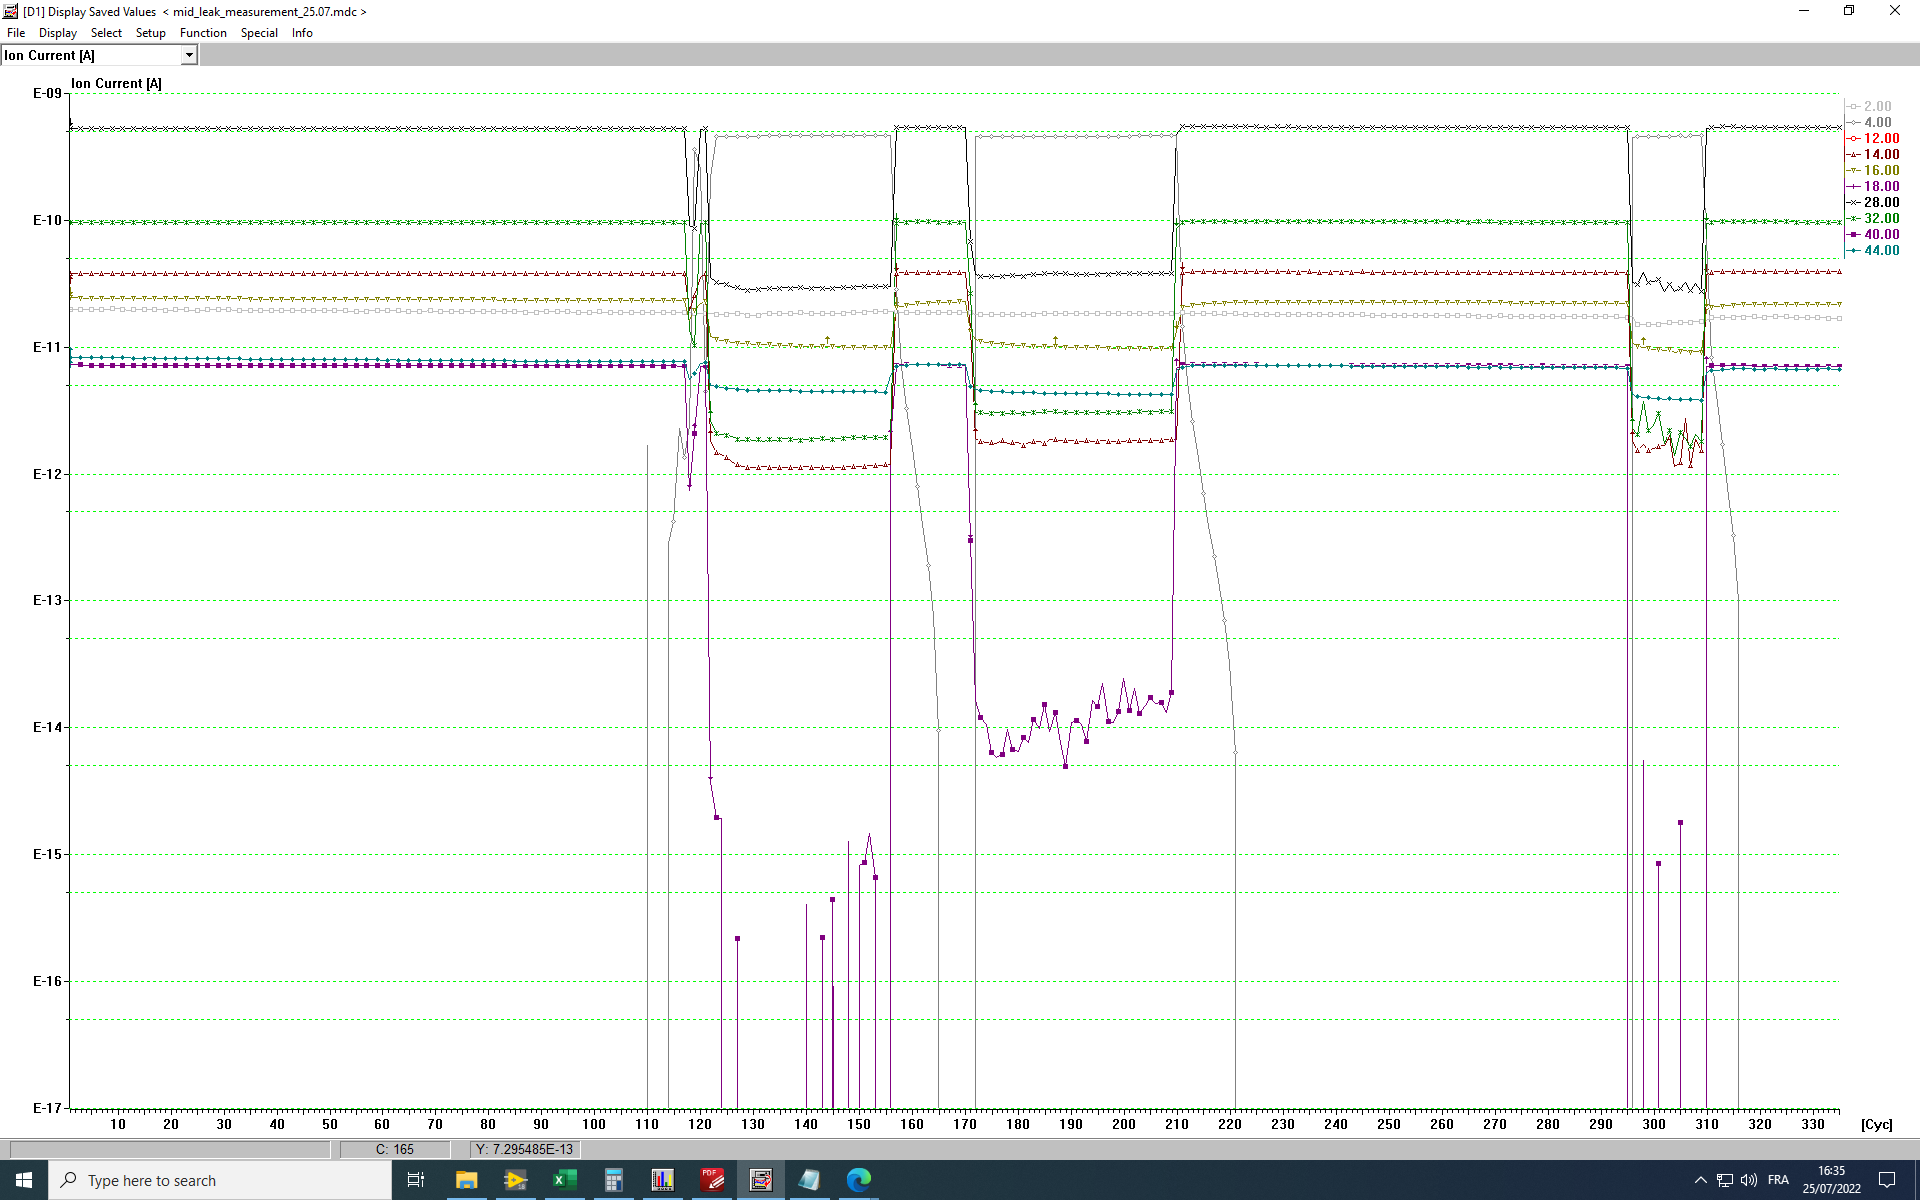 [D1] Display Saved Values < mid_leak_measurement_25.07.mdc >
File Display Select Setup Function Special Info
Ion Current [A]
Ion Current [A]
E-09
E-10
E-11
E-12
E-13
E-14
E-15
E-16
E-17
2.00
4.00
12.00
14.00
16.00
18.00
28.00
32.00
40.00
44.00
10 20 30 40 50 60 70 80 90 100 110 120 130 140 150 160 170 180 190 200 210 220 230 240 250 260 270 280 290 300 310 320 330 [Cyc]
C: 165 Y: 7.295485E-13
Type here to search
PDF
FRA
16:35
25/07/2022